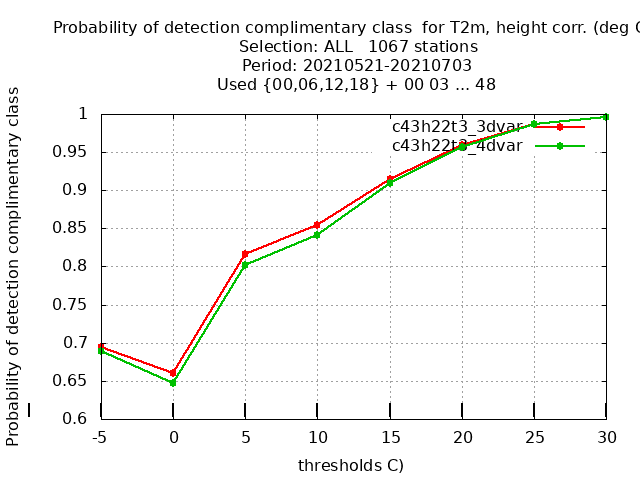 Probability of detection complimentary class  for T2m, height corr. (deg
Selection: ALL   1067 stations
Period: 20210521-20210703
Used {00,06,12,18} + 00 03 ... 48
Probability of detection complimentary class
1
0.95
0.9
0.85
0.8
0.75
0.7
0.65
0.6
c43h22t3_3dvar
c43h22t2_4dvar
-5
0
5
10
15
20
25
30
thresholds C)